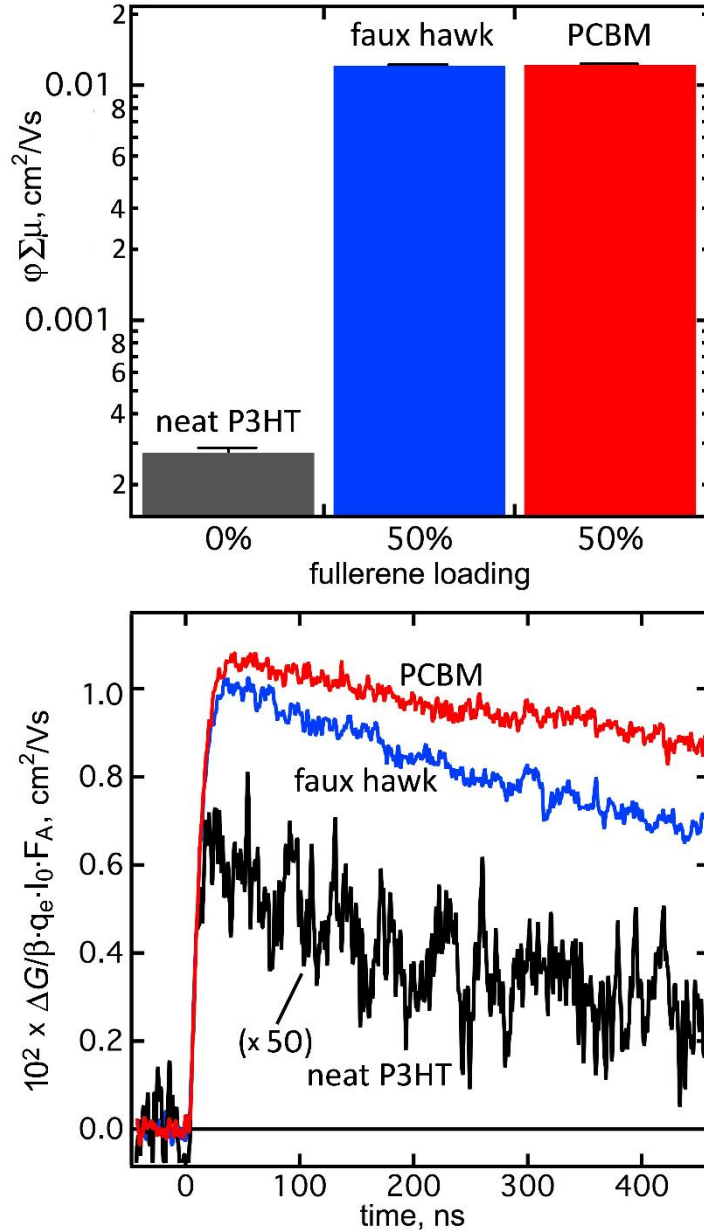 2
faux hawk
PCBM
0.01
8
6
4
2
0.001
8
6
4
neat P3HT
2
φΣμ, cm²/Vs
0%
50%
50%
fullerene loading
1.0
PCBM
0.8
faux hawk
0.6
0.4
(x 50)
0.2
neat P3HT
0.0
10² x ΔG/β·qₑ·I₀·F_A, cm²/Vs
0
100
200
300
400
time, ns